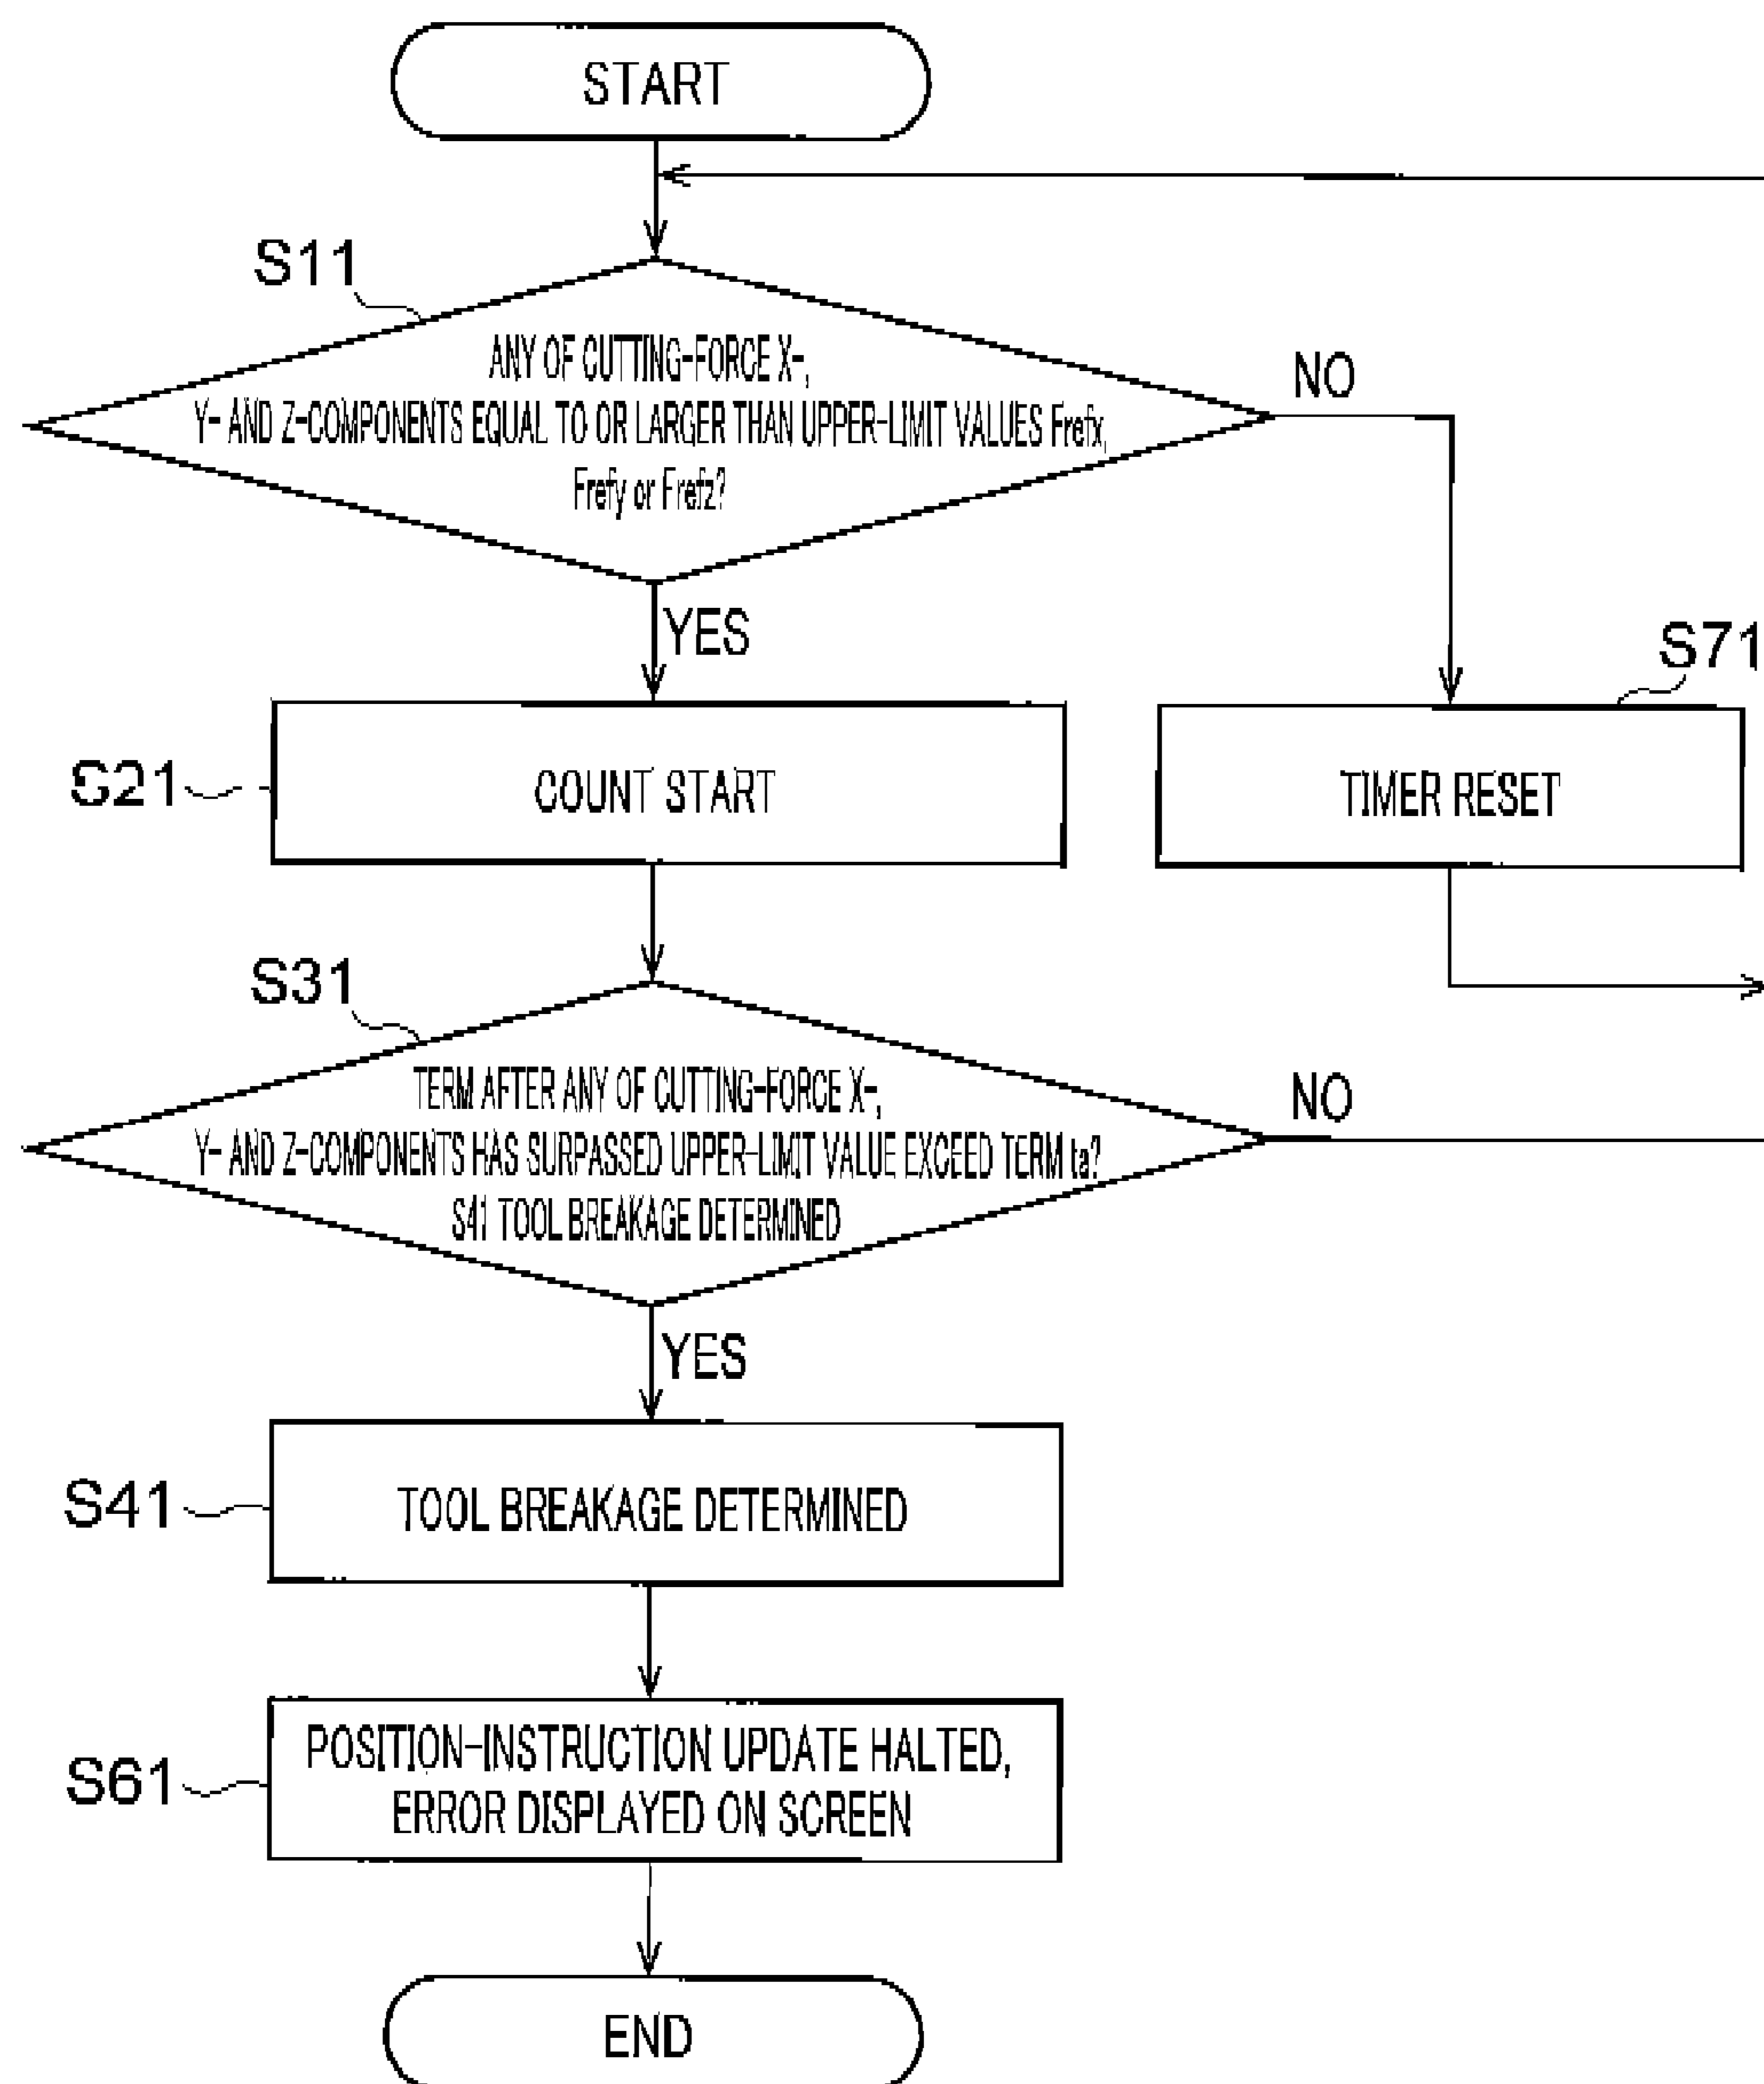 START
S11
ANY OF CUTTING-FORCE X-,
Y- AND Z-COMPONENTS EQUAL TO OR LARGER THAN UPPER-LIMIT VALUES Frefx,
Frefy or Frefz?
NO
YES
S71
S21
COUNT START
TIMER RESET
S31
TERM AFTER ANY OF CUTTING-FORCE X-,
Y- AND Z-COMPONENTS HAS SURPASSED UPPER-LIMIT VALUE EXCEED TERM ta?
S41 TOOL BREAKAGE DETERMINED
NO
YES
S41
TOOL BREAKAGE DETERMINED
S61
POSITION-INSTRUCTION UPDATE HALTED,
ERROR DISPLAYED ON SCREEN
END